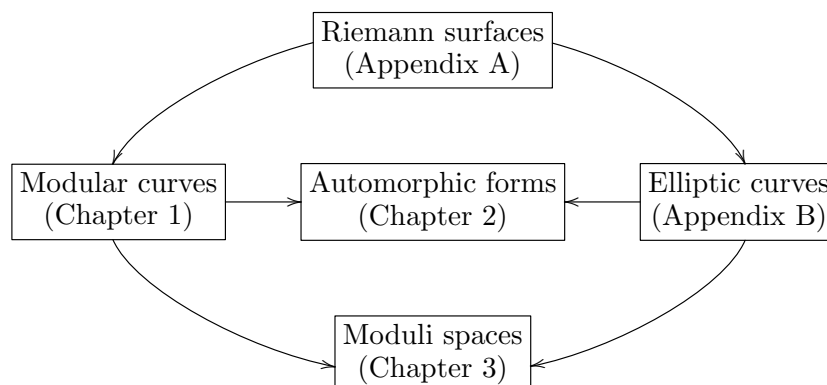 Riemann surfaces
(Appendix A)
Modular curves
(Chapter 1)
Automorphic forms
(Chapter 2)
Elliptic curves
(Appendix B)
Moduli spaces
(Chapter 3)